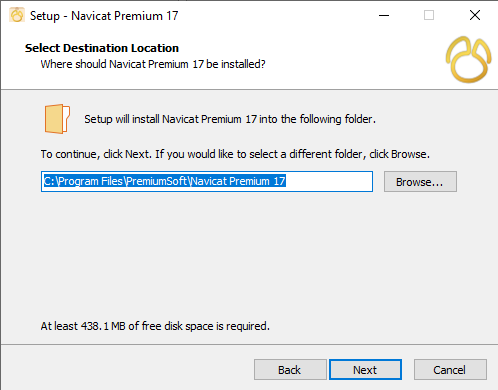 Setup - Navicat Premium 17
Select Destination Location
Where should Navicat Premium 17 be installed?
Setup will install Navicat Premium 17 into the following folder.
To continue, click Next. If you would like to select a different folder, click Browse.
C:\Program Files\PremiumSoft\Navicat Premium 17
Browse...
At least 438.1 MB of free disk space is required.
Back
Next
Cancel